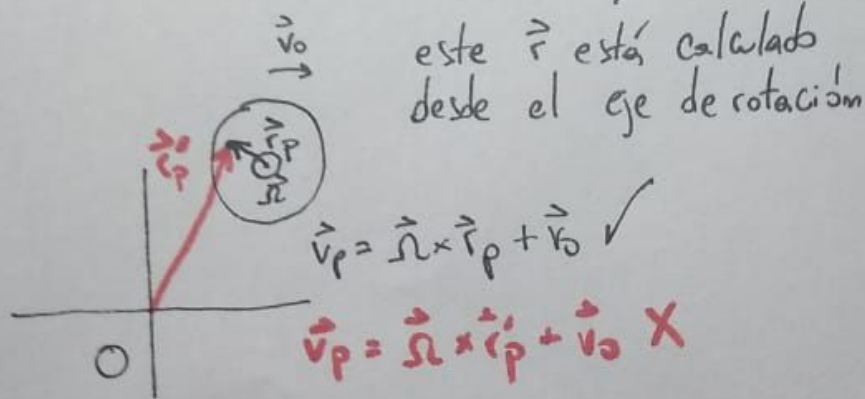 v⃗₀
este r⃗ está calculado
desde el eje de rotación
r⃗'ₚ
r⃗ₚ
Ω⃗
v⃗ₚ = Ω⃗ × r⃗ₚ + v⃗₀ ✓
v⃗ₚ = Ω⃗ × r⃗'ₚ + v⃗₀ X
O